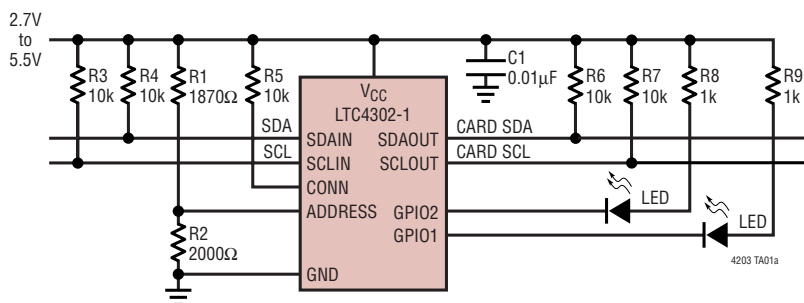 2.7V
to
5.5V
R3
10k
R4
10k
R1
1870Ω
R5
10k
C1
0.01µF
R6
10k
R7
10k
R8
1k
R9
1k
VCC
LTC4302-1
SDA
SDAIN
SDAOUT
CARD SDA
SCL
SCLIN
SCLOUT
CARD SCL
CONN
ADDRESS
GPIO2
LED
GPIO1
LED
R2
2000Ω
GND
4203 TA01a